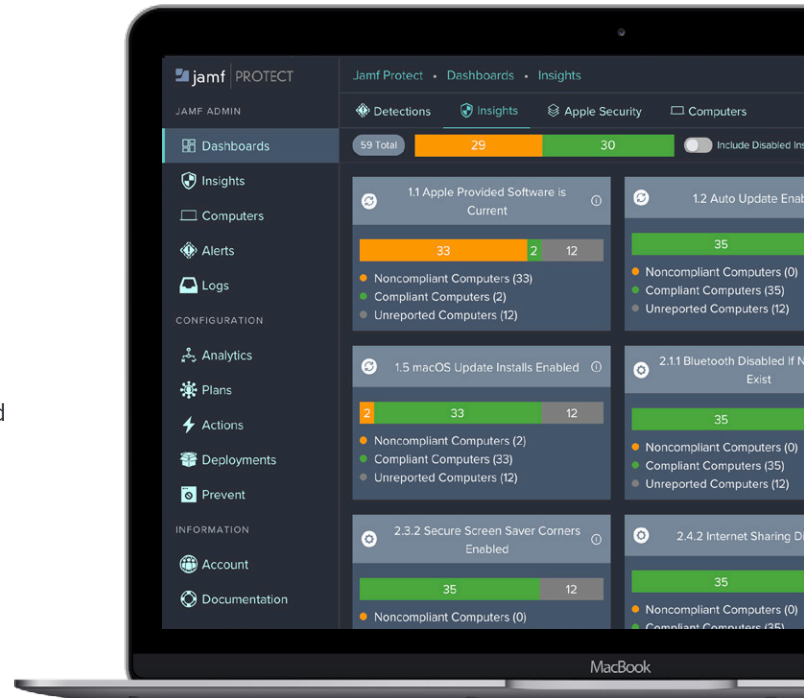 jamf PROTECT
Jamf Protect • Dashboards • Insights
JAMF ADMIN
Detections Insights Apple Security Computers
Dashboards
59 Total 29 30 Include Disabled
Insights
1.1 Apple Provided Software is
Current
1.2 Auto Update
Computers
33 2 12
35
Alerts
Noncompliant Computers (33)
Compliant Computers (2)
Unreported Computers (12)
Noncompliant Computers (0)
Compliant Computers (35)
Unreported Computers (12)
Logs
CONFIGURATION
Analytics
1.5 macOS Update Installs Enabled
2.1.1 Bluetooth Disabled If
Exist
Plans
2 33 12
35
Actions
Noncompliant Computers (2)
Compliant Computers (33)
Unreported Computers (12)
Noncompliant Computers (0)
Compliant Computers (35)
Unreported Computers (12)
Deployments
Prevent
INFORMATION
2.3.2 Secure Screen Saver Corners
Enabled
2.4.2 Internet Sharing
Account
35 12
35
Documentation
Noncompliant Computers (0)
Noncompliant Computers (0)
Compliant Computers (35)
MacBook